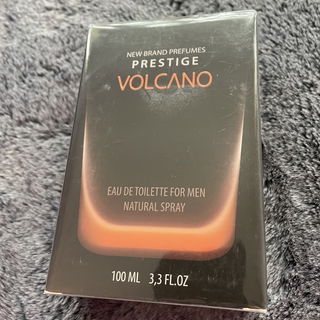 NEW BRAND PREFUMES
PRESTIGE
VOLCANO
EAU DE TOILETTE FOR MEN
NATURAL SPRAY
100 ML 3,3 FL.OZ